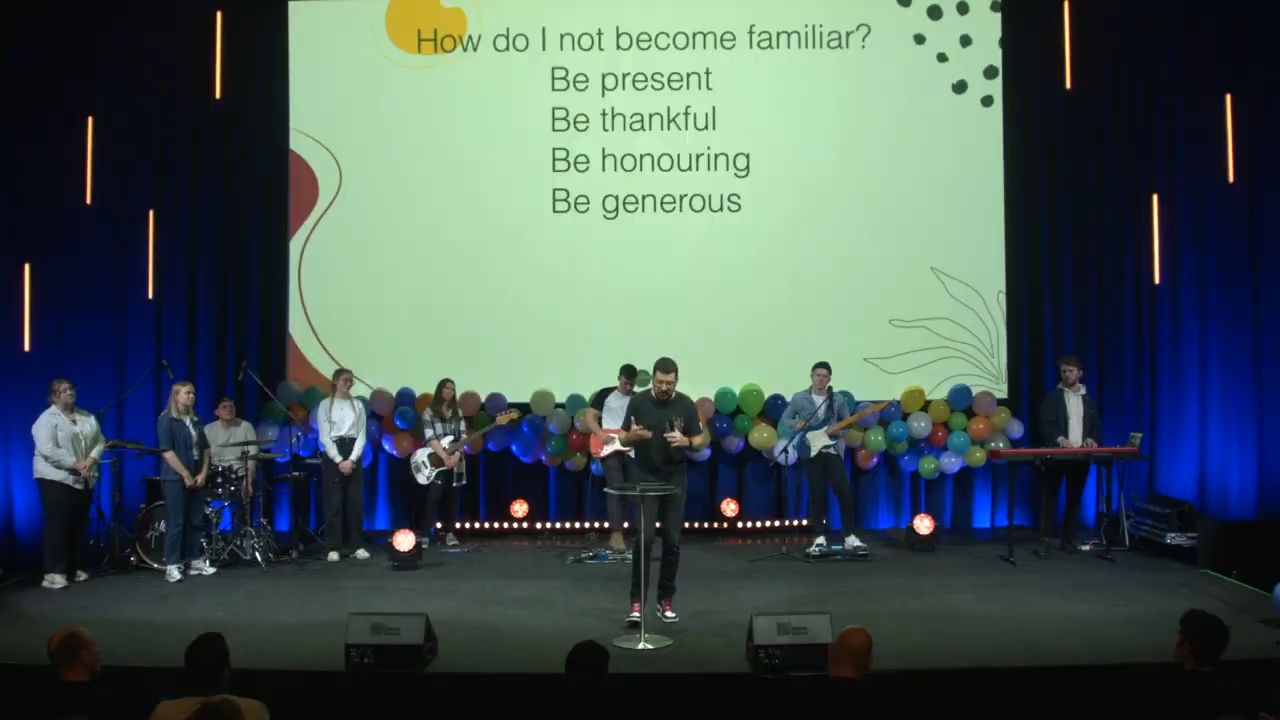 How do I not become familiar?
Be present
Be thankful
Be honouring
Be generous